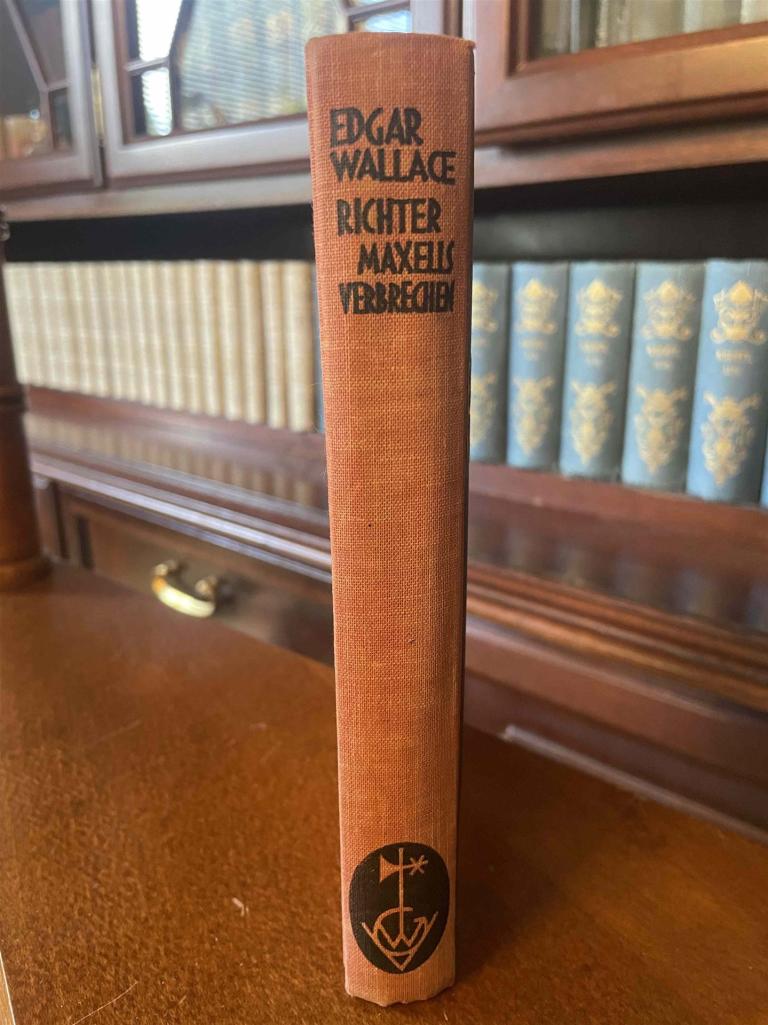 EDGAR
WALLACE
RICHTER
MAXELLS
VERBRECHEN